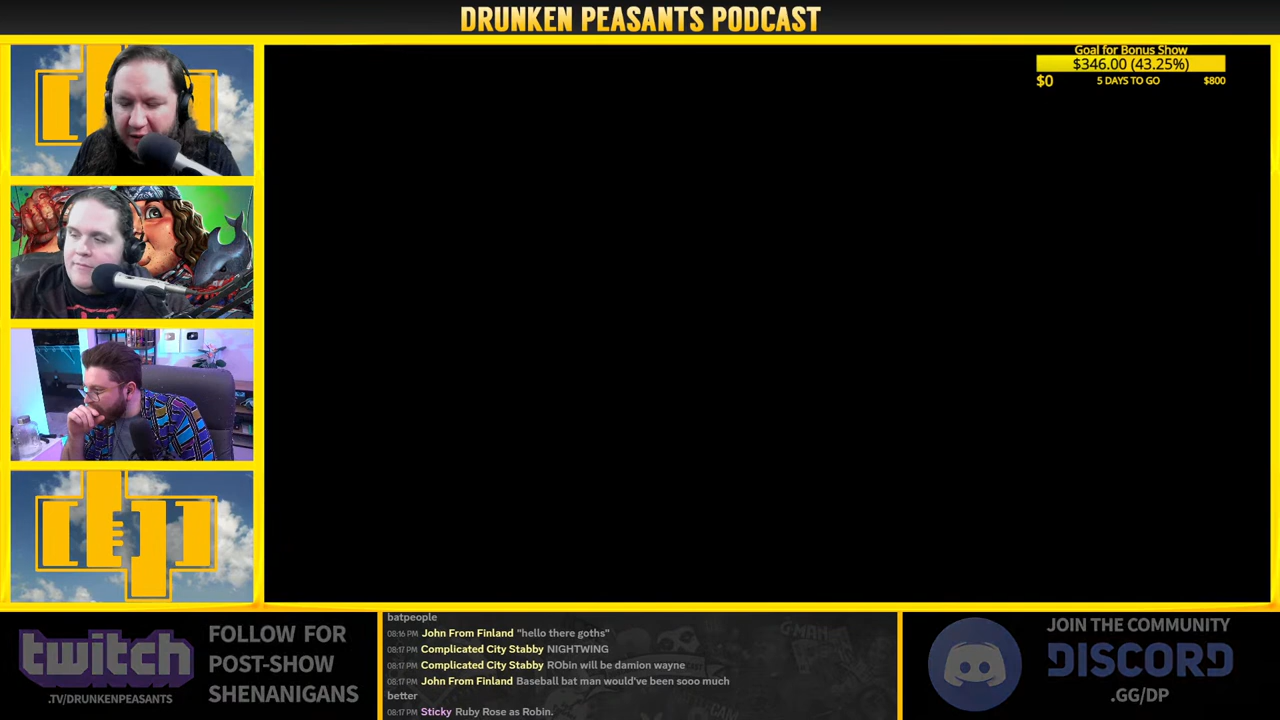 DRUNKEN PEASANTS PODCAST
Goal for Bonus Show
$346.00 (43.25%)
$0 5 DAYS TO GO $800
batpeople
08:16 PM John From Finland "hello there goths"
08:17 PM Complicated City Stabby NIGHTWING
08:17 PM Complicated City Stabby RObin will be damion wayne
08:17 PM John From Finland Baseball bat man would've been sooo much
better
08:17 PM Sticky Ruby Rose as Robin.
twitch
.TV/DRUNKENPEASANTS
FOLLOW FOR
POST-SHOW
SHENANIGANS
JOIN THE COMMUNITY
DISCORD
.GG/DP